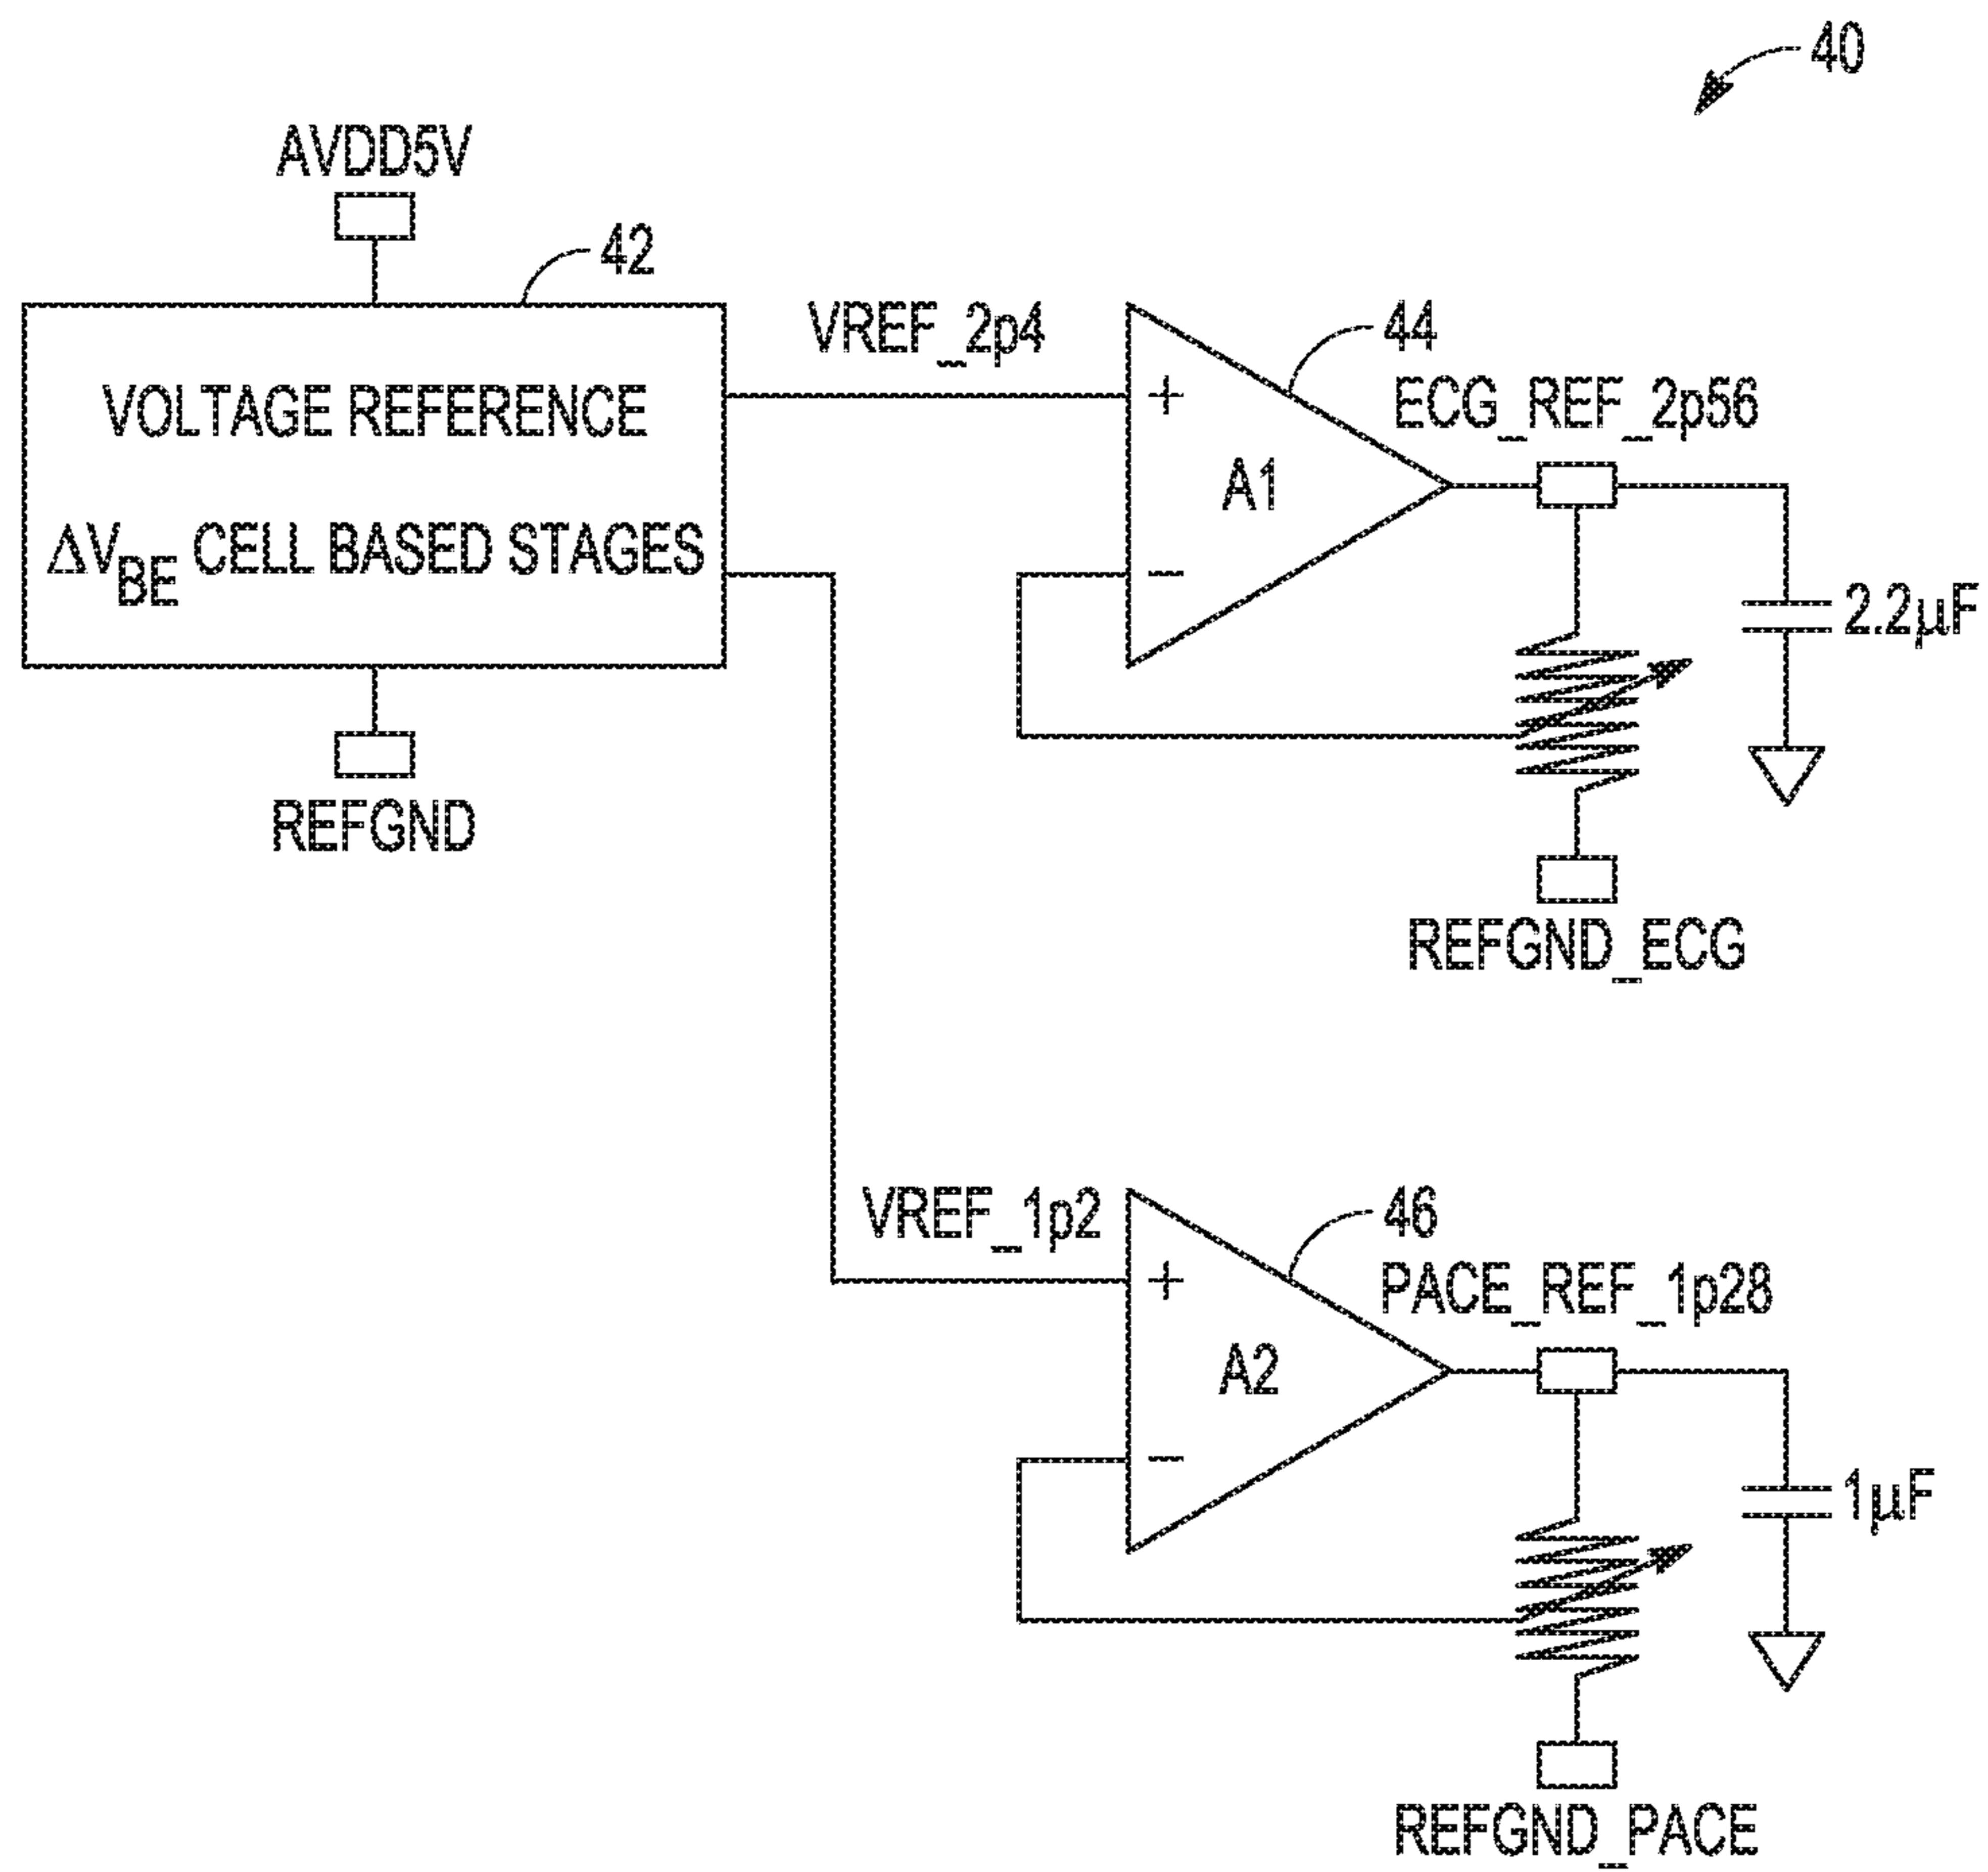 40
AVDD5V
42
VOLTAGE REFERENCE
ΔVBE CELL BASED STAGES
REFGND
VREF_2p4
44
ECG_REF_2p56
+
A1
−
2.2µF
REFGND_ECG
VREF_1p2
46
PACE_REF_1p28
+
A2
−
1µF
REFGND_PACE